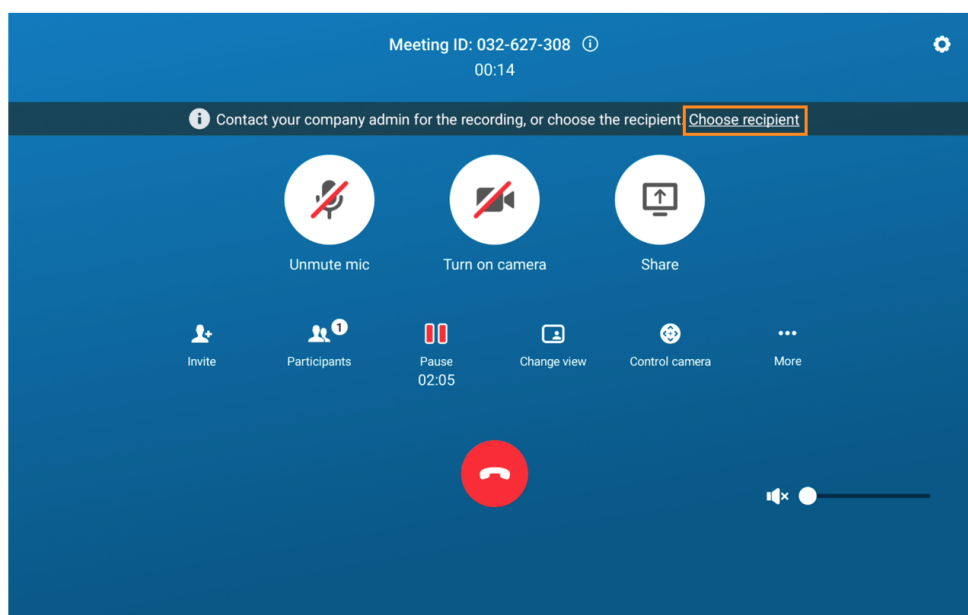 Meeting ID: 032-627-308
00:14
Contact your company admin for the recording, or choose the recipient. Choose recipient
Unmute mic
Turn on camera
Share
1
Invite
Participants
Pause
Change view
Control camera
More
02:05